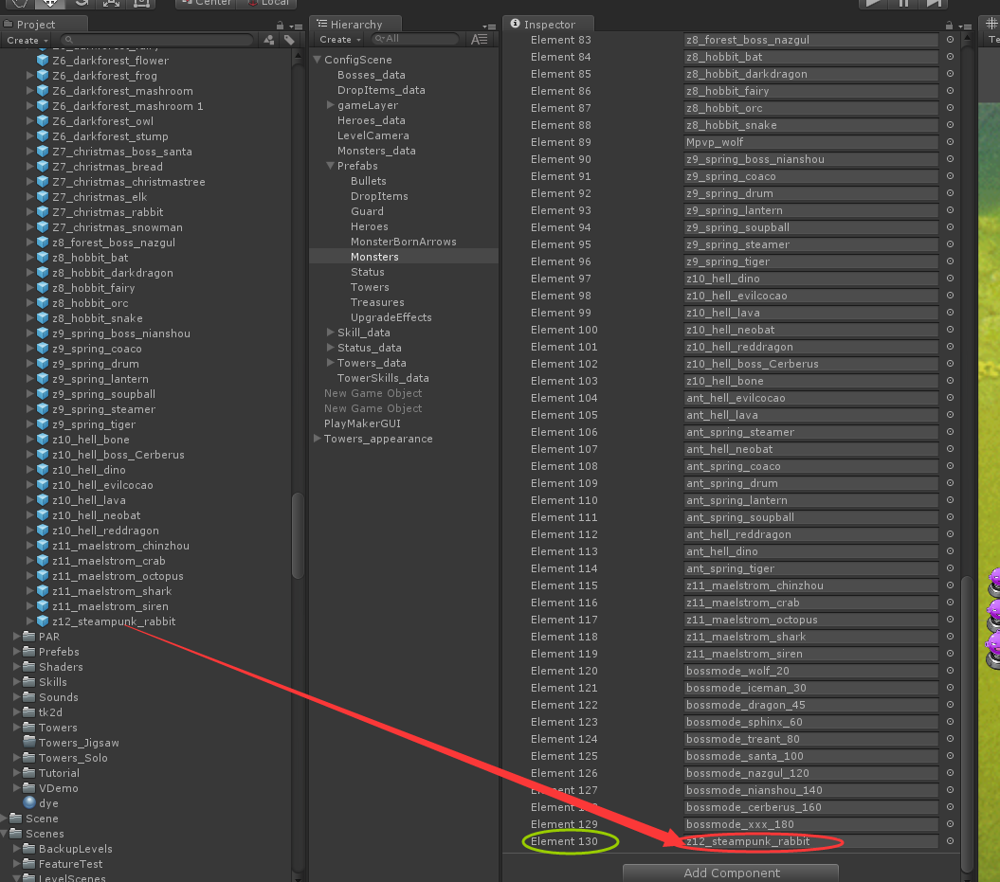 Center
Local
Project
Create
Z6_darkforest_flower
Z6_darkforest_frog
Z6_darkforest_mashroom
Z6_darkforest_mashroom 1
Z6_darkforest_owl
Z6_darkforest_stump
Z7_christmas_boss_santa
Z7_christmas_bread
Z7_christmas_christmastree
Z7_christmas_elk
Z7_christmas_rabbit
Z7_christmas_snowman
z8_forest_boss_nazgul
z8_hobbit_bat
z8_hobbit_darkdragon
z8_hobbit_fairy
z8_hobbit_orc
z8_hobbit_snake
z9_spring_boss_nianshou
z9_spring_coaco
z9_spring_drum
z9_spring_lantern
z9_spring_soupball
z9_spring_steamer
z9_spring_tiger
z10_hell_bone
z10_hell_boss_Cerberus
z10_hell_dino
z10_hell_evilcocao
z10_hell_lava
z10_hell_neobat
z10_hell_reddragon
z11_maelstrom_chinzhou
z11_maelstrom_crab
z11_maelstrom_octopus
z11_maelstrom_shark
z11_maelstrom_siren
z12_steampunk_rabbit
PAR
Prefebs
Shaders
Skills
Sounds
tk2d
Towers
Towers_Jigsaw
Towers_Solo
Tutorial
VDemo
dye
Scene
Scenes
BackupLevels
FeatureTest
LevelScenes
Hierarchy
Create All
ConfigScene
Bosses_data
DropItems_data
gameLayer
Heroes_data
LevelCamera
Monsters_data
Prefabs
Bullets
DropItems
Guard
Heroes
MonsterBornArrows
Monsters
Status
Towers
Treasures
UpgradeEffects
Skill_data
Status_data
Towers_data
TowerSkills_data
New Game Object
New Game Object
PlayMakerGUI
Towers_appearance
Inspector
Element 83 z8_forest_boss_nazgul
Element 84 z8_hobbit_bat
Element 85 z8_hobbit_darkdragon
Element 86 z8_hobbit_fairy
Element 87 z8_hobbit_orc
Element 88 z8_hobbit_snake
Element 89 Mpvp_wolf
Element 90 z9_spring_boss_nianshou
Element 91 z9_spring_coaco
Element 92 z9_spring_drum
Element 93 z9_spring_lantern
Element 94 z9_spring_soupball
Element 95 z9_spring_steamer
Element 96 z9_spring_tiger
Element 97 z10_hell_dino
Element 98 z10_hell_evilcocao
Element 99 z10_hell_lava
Element 100 z10_hell_neobat
Element 101 z10_hell_reddragon
Element 102 z10_hell_boss_Cerberus
Element 103 z10_hell_bone
Element 104 ant_hell_evilcocao
Element 105 ant_hell_lava
Element 106 ant_spring_steamer
Element 107 ant_hell_neobat
Element 108 ant_spring_coaco
Element 109 ant_spring_drum
Element 110 ant_spring_lantern
Element 111 ant_spring_soupball
Element 112 ant_hell_reddragon
Element 113 ant_hell_dino
Element 114 ant_spring_tiger
Element 115 z11_maelstrom_chinzhou
Element 116 z11_maelstrom_crab
Element 117 z11_maelstrom_octopus
Element 118 z11_maelstrom_shark
Element 119 z11_maelstrom_siren
Element 120 bossmode_wolf_20
Element 121 bossmode_iceman_30
Element 122 bossmode_dragon_45
Element 123 bossmode_sphinx_60
Element 124 bossmode_treant_80
Element 125 bossmode_santa_100
Element 126 bossmode_nazgul_120
Element 127 bossmode_nianshou_140
Element 128 bossmode_cerberus_160
Element 129 bossmode_xxx_180
Element 130 z12_steampunk_rabbit
Add Component